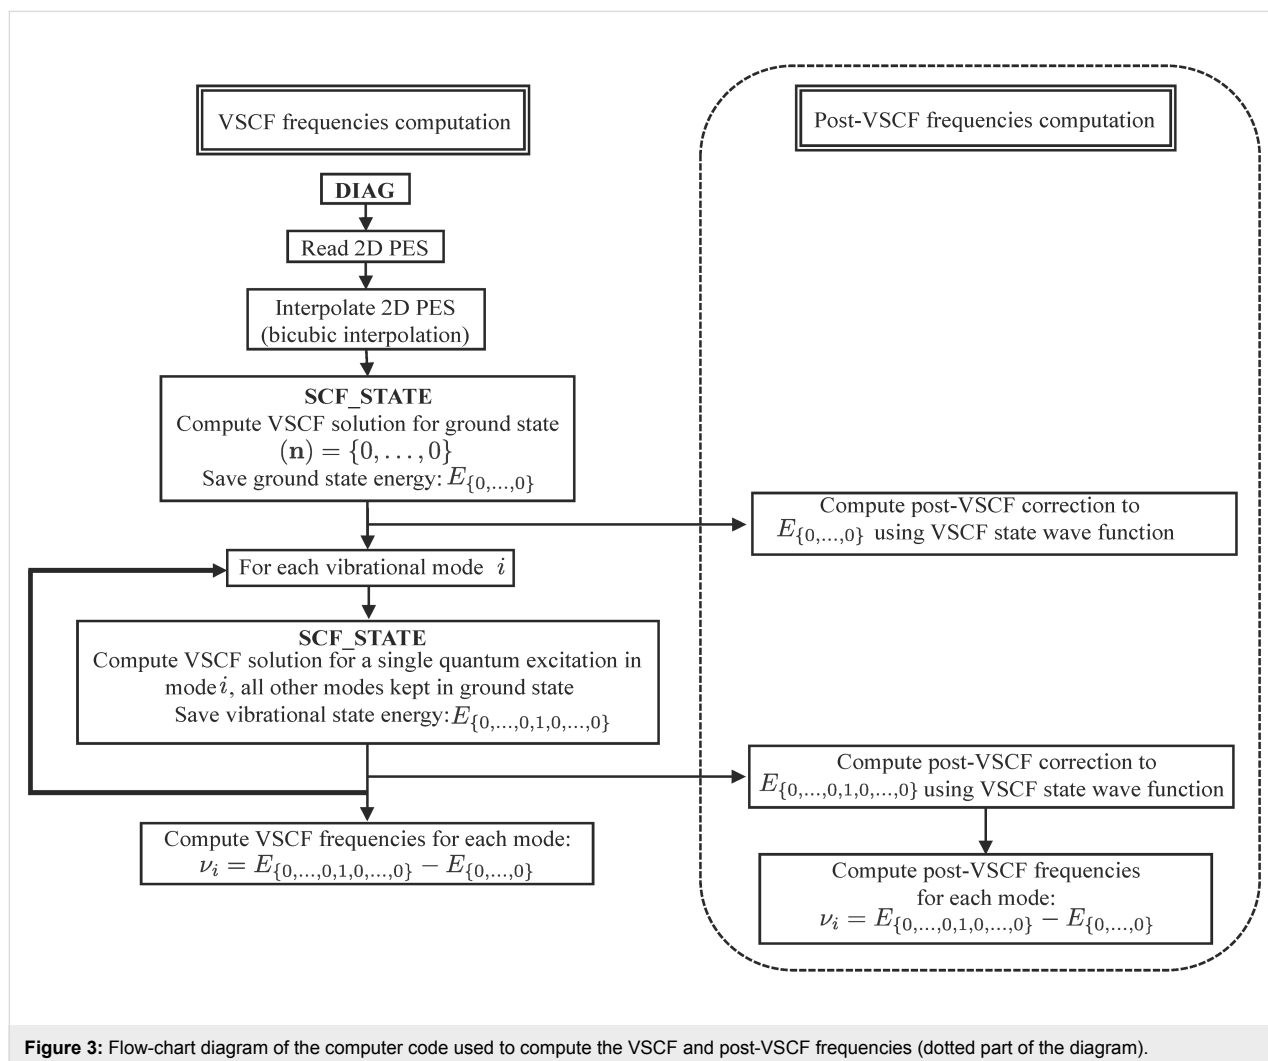 VSCF frequencies computation
DIAG
Read 2D PES
Interpolate 2D PES
(bicubic interpolation)
SCF_STATE
Compute VSCF solution for ground state
(n) = {0, . . . , 0}
Save ground state energy: E{0,...,0}
For each vibrational mode i
SCF_STATE
Compute VSCF solution for a single quantum excitation in
mode i, all other modes kept in ground state
Save vibrational state energy: E{0,...,0,1,0,...,0}
Compute VSCF frequencies for each mode:
νi = E{0,...,0,1,0,...,0} − E{0,...,0}
Post-VSCF frequencies computation
Compute post-VSCF correction to
E{0,...,0} using VSCF state wave function
Compute post-VSCF correction to
E{0,...,0,1,0,...,0} using VSCF state wave function
Compute post-VSCF frequencies
for each mode:
νi = E{0,...,0,1,0,...,0} − E{0,...,0}
Figure 3: Flow-chart diagram of the computer code used to compute the VSCF and post-VSCF frequencies (dotted part of the diagram).